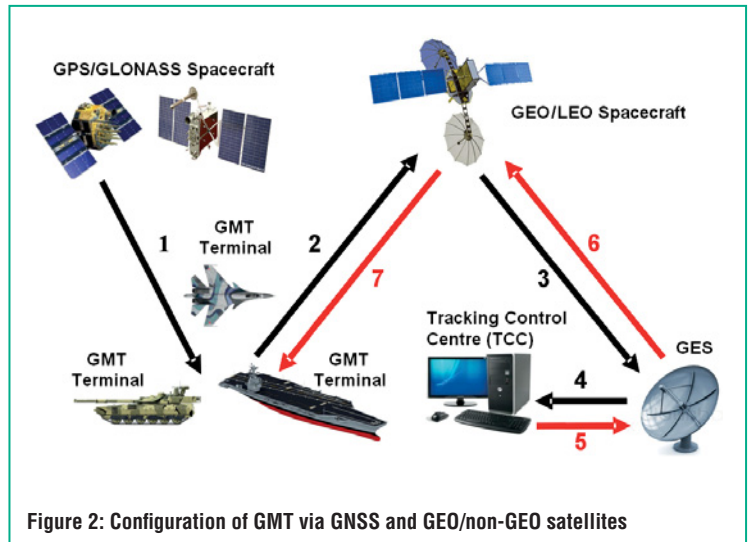 GPS/GLONASS Spacecraft
GEO/LEO Spacecraft
1
GMT
Terminal
2
7
3
6
GMT
Terminal
GMT
Terminal
Tracking Control
Centre (TCC)
4
5
GES
Figure 2: Configuration of GMT via GNSS and GEO/non-GEO satellites